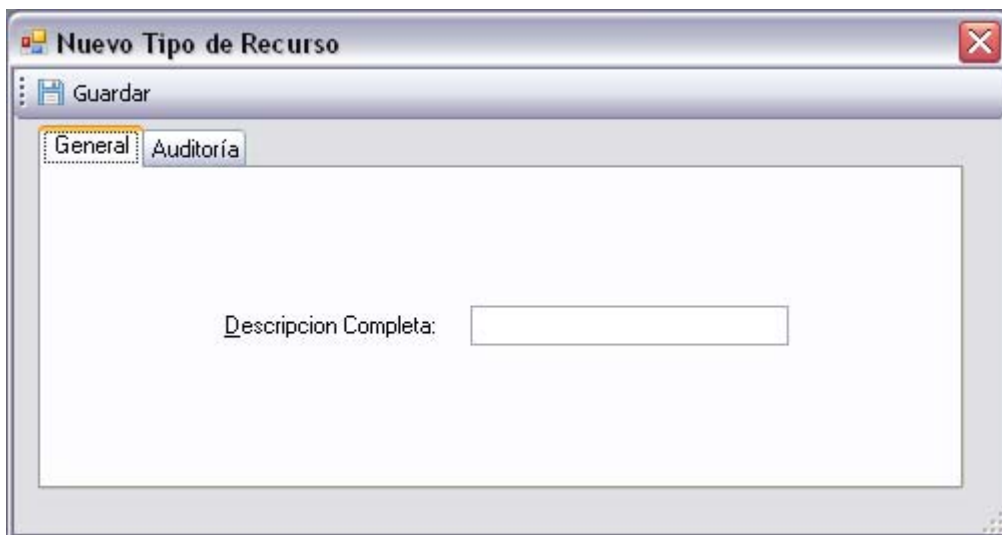 Nuevo Tipo de Recurso
Guardar
General Auditoría
Descripcion Completa: